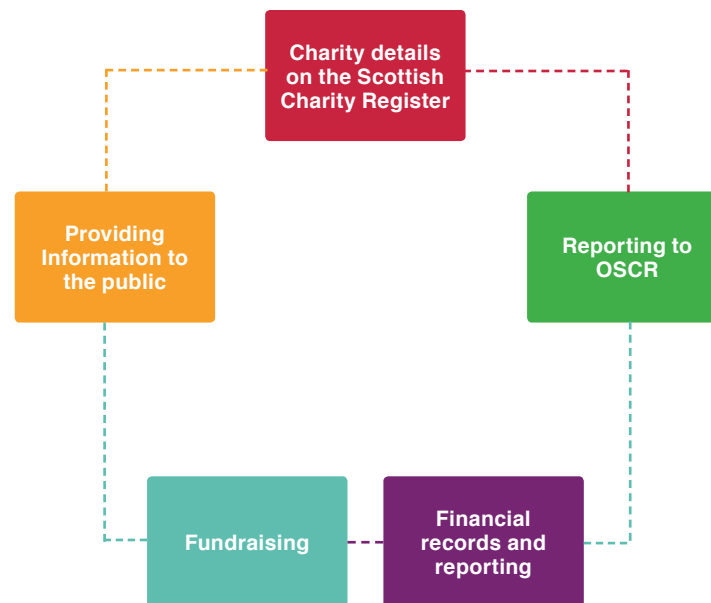 Charity details
on the Scottish
Charity Register
Providing
Information to
the public
Reporting to
OSCR
Fundraising
Financial
records and
reporting